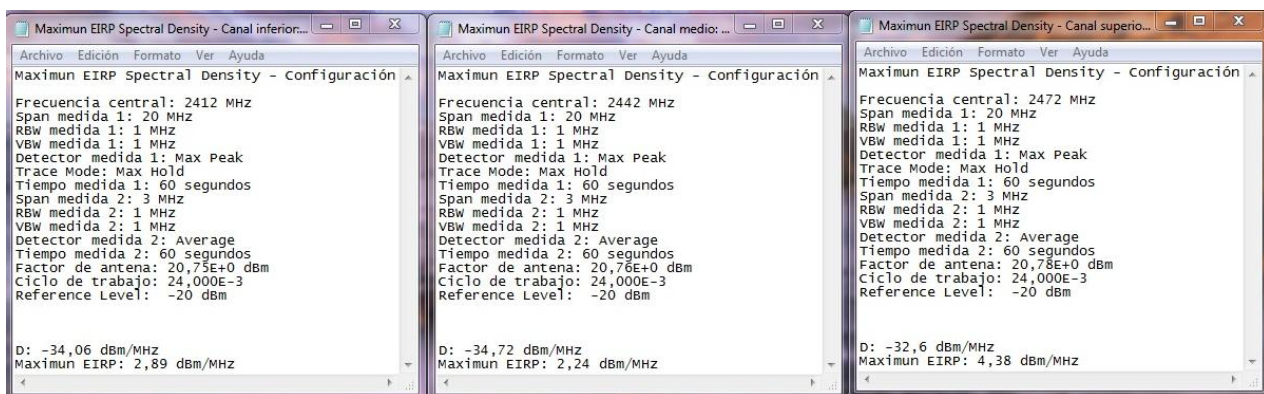 Maximun EIRP Spectral Density - Canal inferior:...
Archivo Edición Formato Ver Ayuda
Maximun EIRP Spectral Density - Configuración
Frecuencia central: 2412 MHz
Span medida 1: 20 MHz
RBW medida 1: 1 MHz
VBW medida 1: 1 MHz
Detector medida 1: Max Peak
Trace Mode: Max Hold
Tiempo medida 1: 60 segundos
Span medida 2: 3 MHz
RBW medida 2: 1 MHz
VBW medida 2: 1 MHz
Detector medida 2: Average
Tiempo medida 2: 60 segundos
Factor de antena: 20,75E+0 dBm
Ciclo de trabajo: 24,000E-3
Reference Level: -20 dBm
D: -34,06 dBm/MHz
Maximun EIRP: 2,89 dBm/MHz
Maximun EIRP Spectral Density - Canal medio: ...
Archivo Edición Formato Ver Ayuda
Maximun EIRP Spectral Density - Configuración
Frecuencia central: 2442 MHz
Span medida 1: 20 MHz
RBW medida 1: 1 MHz
VBW medida 1: 1 MHz
Detector medida 1: Max Peak
Trace Mode: Max Hold
Tiempo medida 1: 60 segundos
Span medida 2: 3 MHz
RBW medida 2: 1 MHz
VBW medida 2: 1 MHz
Detector medida 2: Average
Tiempo medida 2: 60 segundos
Factor de antena: 20,76E+0 dBm
Ciclo de trabajo: 24,000E-3
Reference Level: -20 dBm
D: -34,72 dBm/MHz
Maximun EIRP: 2,24 dBm/MHz
Maximun EIRP Spectral Density - Canal superio...
Archivo Edición Formato Ver Ayuda
Maximun EIRP Spectral Density - Configuración
Frecuencia central: 2472 MHz
Span medida 1: 20 MHz
RBW medida 1: 1 MHz
VBW medida 1: 1 MHz
Detector medida 1: Max Peak
Trace Mode: Max Hold
Tiempo medida 1: 60 segundos
Span medida 2: 3 MHz
RBW medida 2: 1 MHz
VBW medida 2: 1 MHz
Detector medida 2: Average
Tiempo medida 2: 60 segundos
Factor de antena: 20,78E+0 dBm
Ciclo de trabajo: 24,000E-3
Reference Level: -20 dBm
D: -32,6 dBm/MHz
Maximun EIRP: 4,38 dBm/MHz